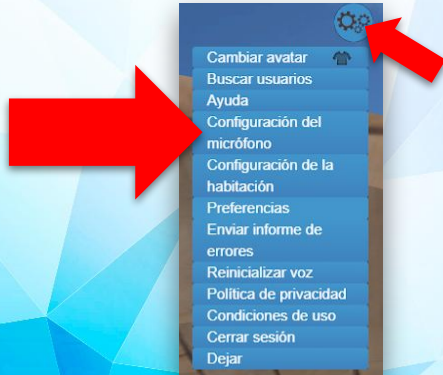 Cambiar avatar
Buscar usuarios
Ayuda
Configuración del
micrófono
Configuración de la
habitación
Preferencias
Enviar informe de
errores
Reinicializar voz
Política de privacidad
Condiciones de uso
Cerrar sesión
Dejar